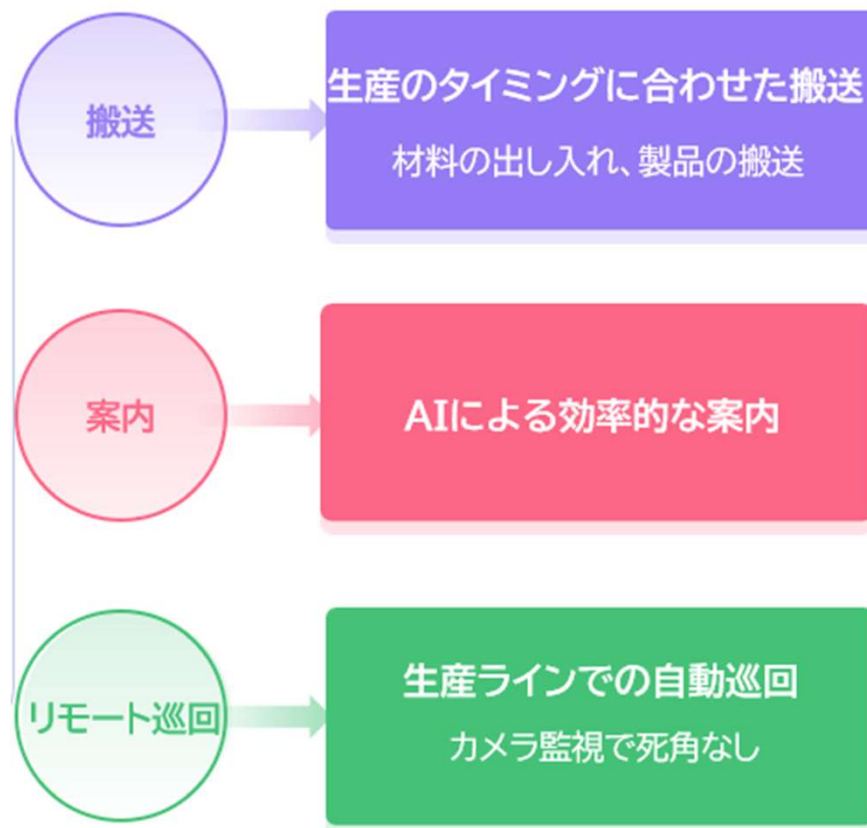 搬送
生産のタイミングに合わせた搬送
材料の出し入れ、製品の搬送
案内
AIによる効率的な案内
リモート巡回
生産ラインでの自動巡回
カメラ監視で死角なし